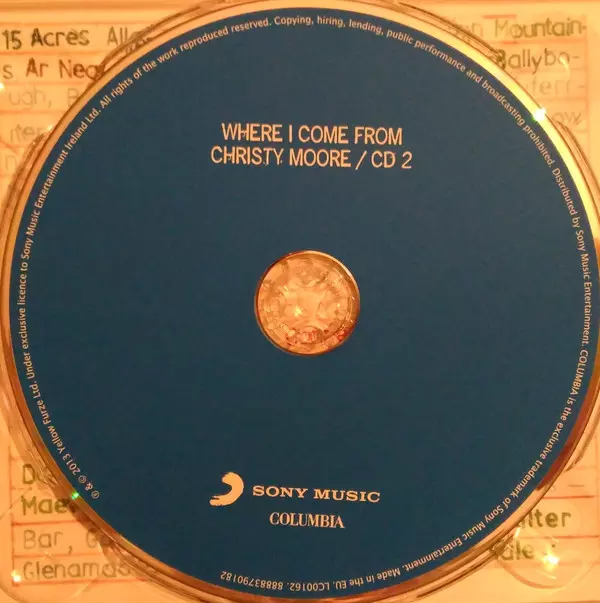 WHERE I COME FROM
CHRISTY MOORE / CD 2
SONY MUSIC
COLUMBIA
℗ & © 2013 Yellow Furze Ltd. Under exclusive licence to Sony Music Entertainment Ireland Ltd. All rights of the work reproduced reserved. Copying, hiring, lending, public performance and broadcasting prohibited. Distributed by Sony Music Entertainment. COLUMBIA is the exclusive trademark of Sony Music Entertainment. Made in the EU. LC00162. 88883790182
15 Acres
Mountain-
s Ar
Ballybo-
Bar,